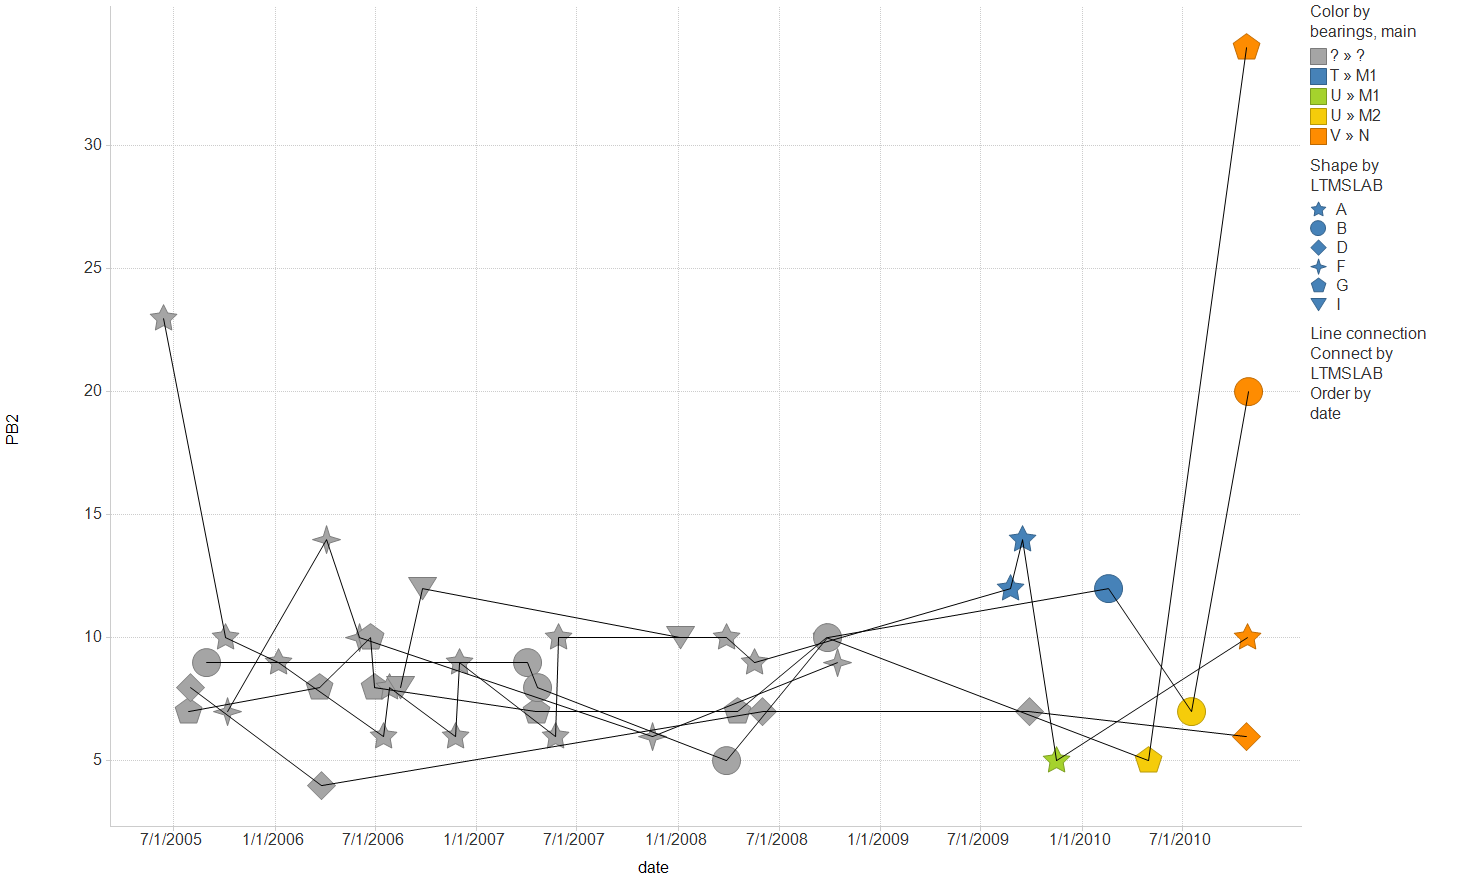 Color by
bearings, main
? » ?
T » M1
U » M1
U » M2
V » N
Shape by
LTMSLAB
A
B
D
F
G
I
Line connection
Connect by
LTMSLAB
Order by
date
PB2
30
25
20
15
10
5
7/1/2005 1/1/2006 7/1/2006 1/1/2007 7/1/2007 1/1/2008 7/1/2008 1/1/2009 7/1/2009 1/1/2010 7/1/2010
date